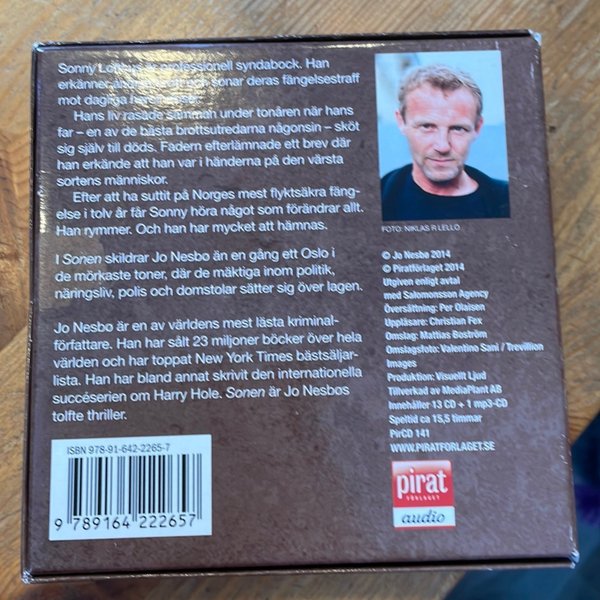 Sonny Lofthus är professionell syndabock. Han
erkänner andras brott och sonar deras fängelsestraff
mot dagliga
Hans liv rasade samman under tonåren när hans
far – en av de bästa brottsutredarna någonsin – sköt
sig själv till döds. Fadern efterlämnade ett brev där
han erkände att han var i händerna på den värsta
sortens människor.
Efter att ha suttit på Norges mest flyktsäkra fäng-
else i tolv år får Sonny höra något som förändrar allt.
Han rymmer. Och han har mycket att hämnas.
I Sonen skildrar Jo Nesbø än en gång ett Oslo i
de mörkaste toner, där de mäktiga inom politik,
näringsliv, polis och domstolar sätter sig över lagen.
Jo Nesbø är en av världens mest lästa kriminal-
författare. Han har sålt 23 miljoner böcker över hela
världen och har toppat New York Times bästsäljar-
lista. Han har bland annat skrivit den internationella
succéserien om Harry Hole. Sonen är Jo Nesbøs
tolfte thriller.
ISBN 978-91-642-2265-7
9 789164 222657
FOTO: NIKLAS R LELLO
© Jo Nesbø 2014
© Piratförlaget 2014
Utgiven enligt avtal
med Salomonsson Agency
Översättning: Per Olaisen
Uppläsare: Christian Fex
Omslag: Mattias Boström
Omslagsfoto: Valentino Sani / Trevillion
Images
Produktion: Visuellt Ljud
Tillverkad av MediaPlant AB
Innehåller 13 CD + 1 mp3-CD
Speltid ca 15,5 timmar
PirCD 141
WWW.PIRATFORLAGET.SE
pirat
FÖRLAGET
audio